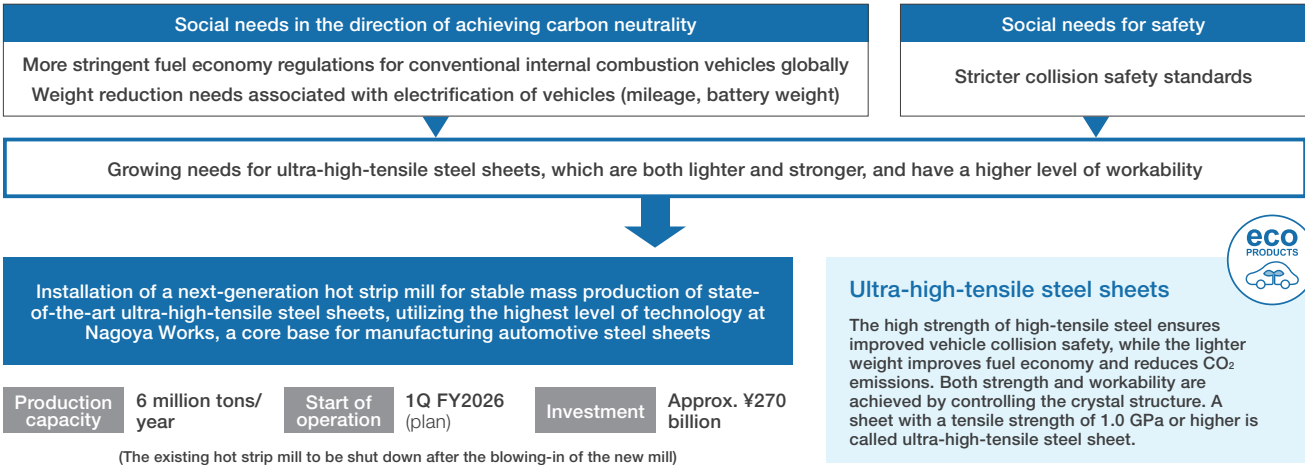 Social needs in the direction of achieving carbon neutrality
More stringent fuel economy regulations for conventional internal combustion vehicles globally
Weight reduction needs associated with electrification of vehicles (mileage, battery weight)
Social needs for safety
Stricter collision safety standards
Growing needs for ultra-high-tensile steel sheets, which are both lighter and stronger, and have a higher level of workability
Installation of a next-generation hot strip mill for stable mass production of state-
of-the-art ultra-high-tensile steel sheets, utilizing the highest level of technology at
Nagoya Works, a core base for manufacturing automotive steel sheets
Production
capacity
6 million tons/
year
Start of
operation
1Q FY2026
(plan)
Investment
Approx. ¥270
billion
(The existing hot strip mill to be shut down after the blowing-in of the new mill)
eco
PRODUCTS
Ultra-high-tensile steel sheets
The high strength of high-tensile steel ensures
improved vehicle collision safety, while the lighter
weight improves fuel economy and reduces CO₂
emissions. Both strength and workability are
achieved by controlling the crystal structure. A
sheet with a tensile strength of 1.0 GPa or higher is
called ultra-high-tensile steel sheet.